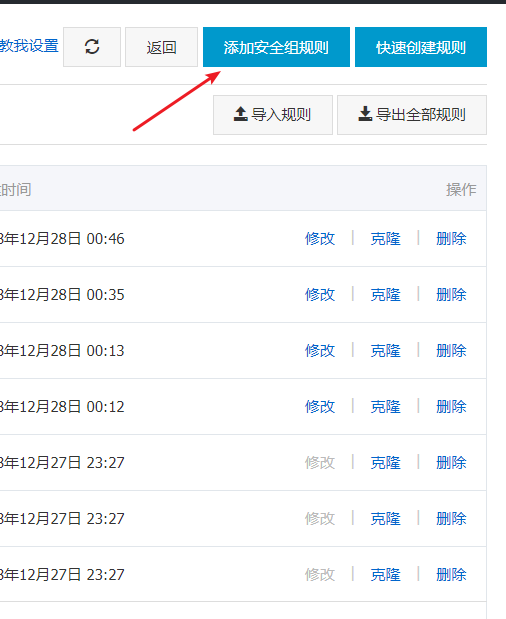 教我设置 返回 添加安全组规则 快速创建规则
导入规则 导出全部规则
时间 操作
8年12月28日 00:46 修改 | 克隆 | 删除
8年12月28日 00:35 修改 | 克隆 | 删除
8年12月28日 00:13 修改 | 克隆 | 删除
8年12月28日 00:12 修改 | 克隆 | 删除
8年12月27日 23:27 修改 | 克隆 | 删除
8年12月27日 23:27 修改 | 克隆 | 删除
8年12月27日 23:27 修改 | 克隆 | 删除